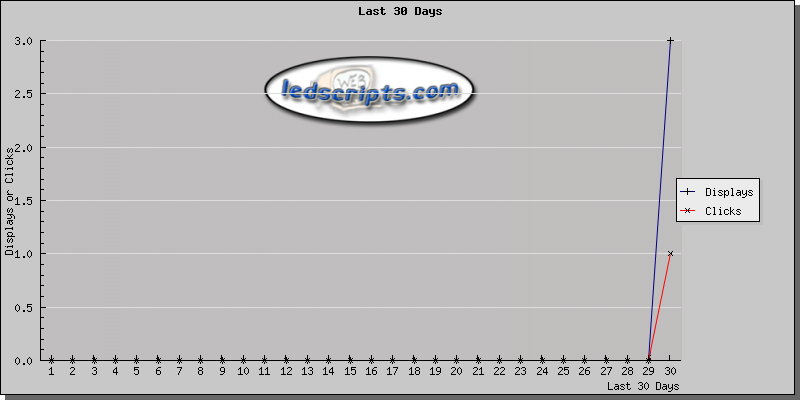 Last 30 Days
WEB
ledscripts.com
3.0
2.5
2.0
1.5
1.0
0.5
0.0
Displays or Clicks
Displays
Clicks
1 2 3 4 5 6 7 8 9 10 11 12 13 14 15 16 17 18 19 20 21 22 23 24 25 26 27 28 29 30
Last 30 Days